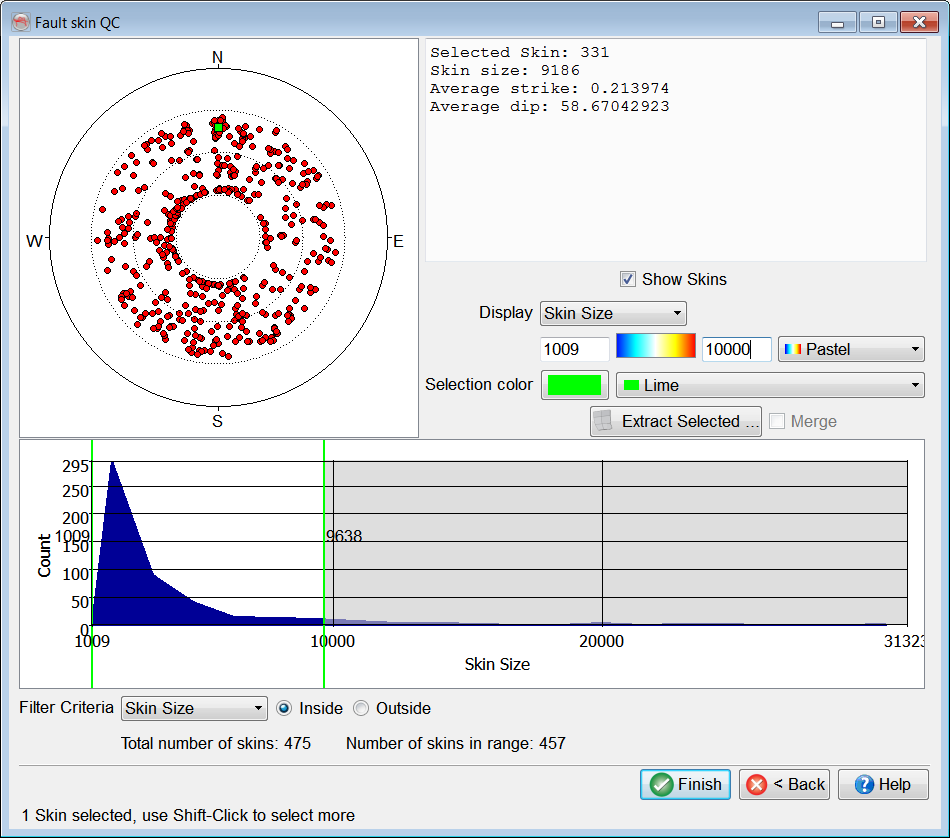 Fault skin QC
N
W
E
S
Selected Skin: 331
Skin size: 9186
Average strike: 0.213974
Average dip: 58.67042923
Show Skins
Display Skin Size
1009 10000 Pastel
Selection color Lime
Extract Selected ... Merge
295
250
200
150
100
50
0
Count
1009
9638
1009 10000 20000 31323
Skin Size
Filter Criteria Skin Size Inside Outside
Total number of skins: 475 Number of skins in range: 457
Finish < Back Help
1 Skin selected, use Shift-Click to select more